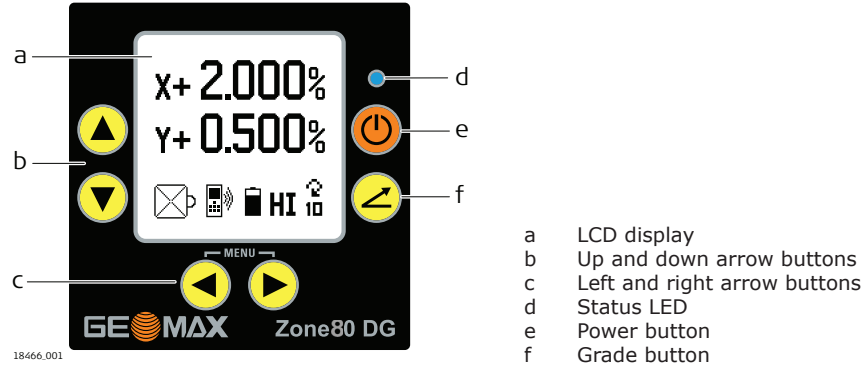 a
X+ 2.000%
Y+ 0.500%
HI 10
b
c
MENU
d
e
f
GEOMAX
Zone80 DG
18466_001
a LCD display
b Up and down arrow buttons
c Left and right arrow buttons
d Status LED
e Power button
f Grade button